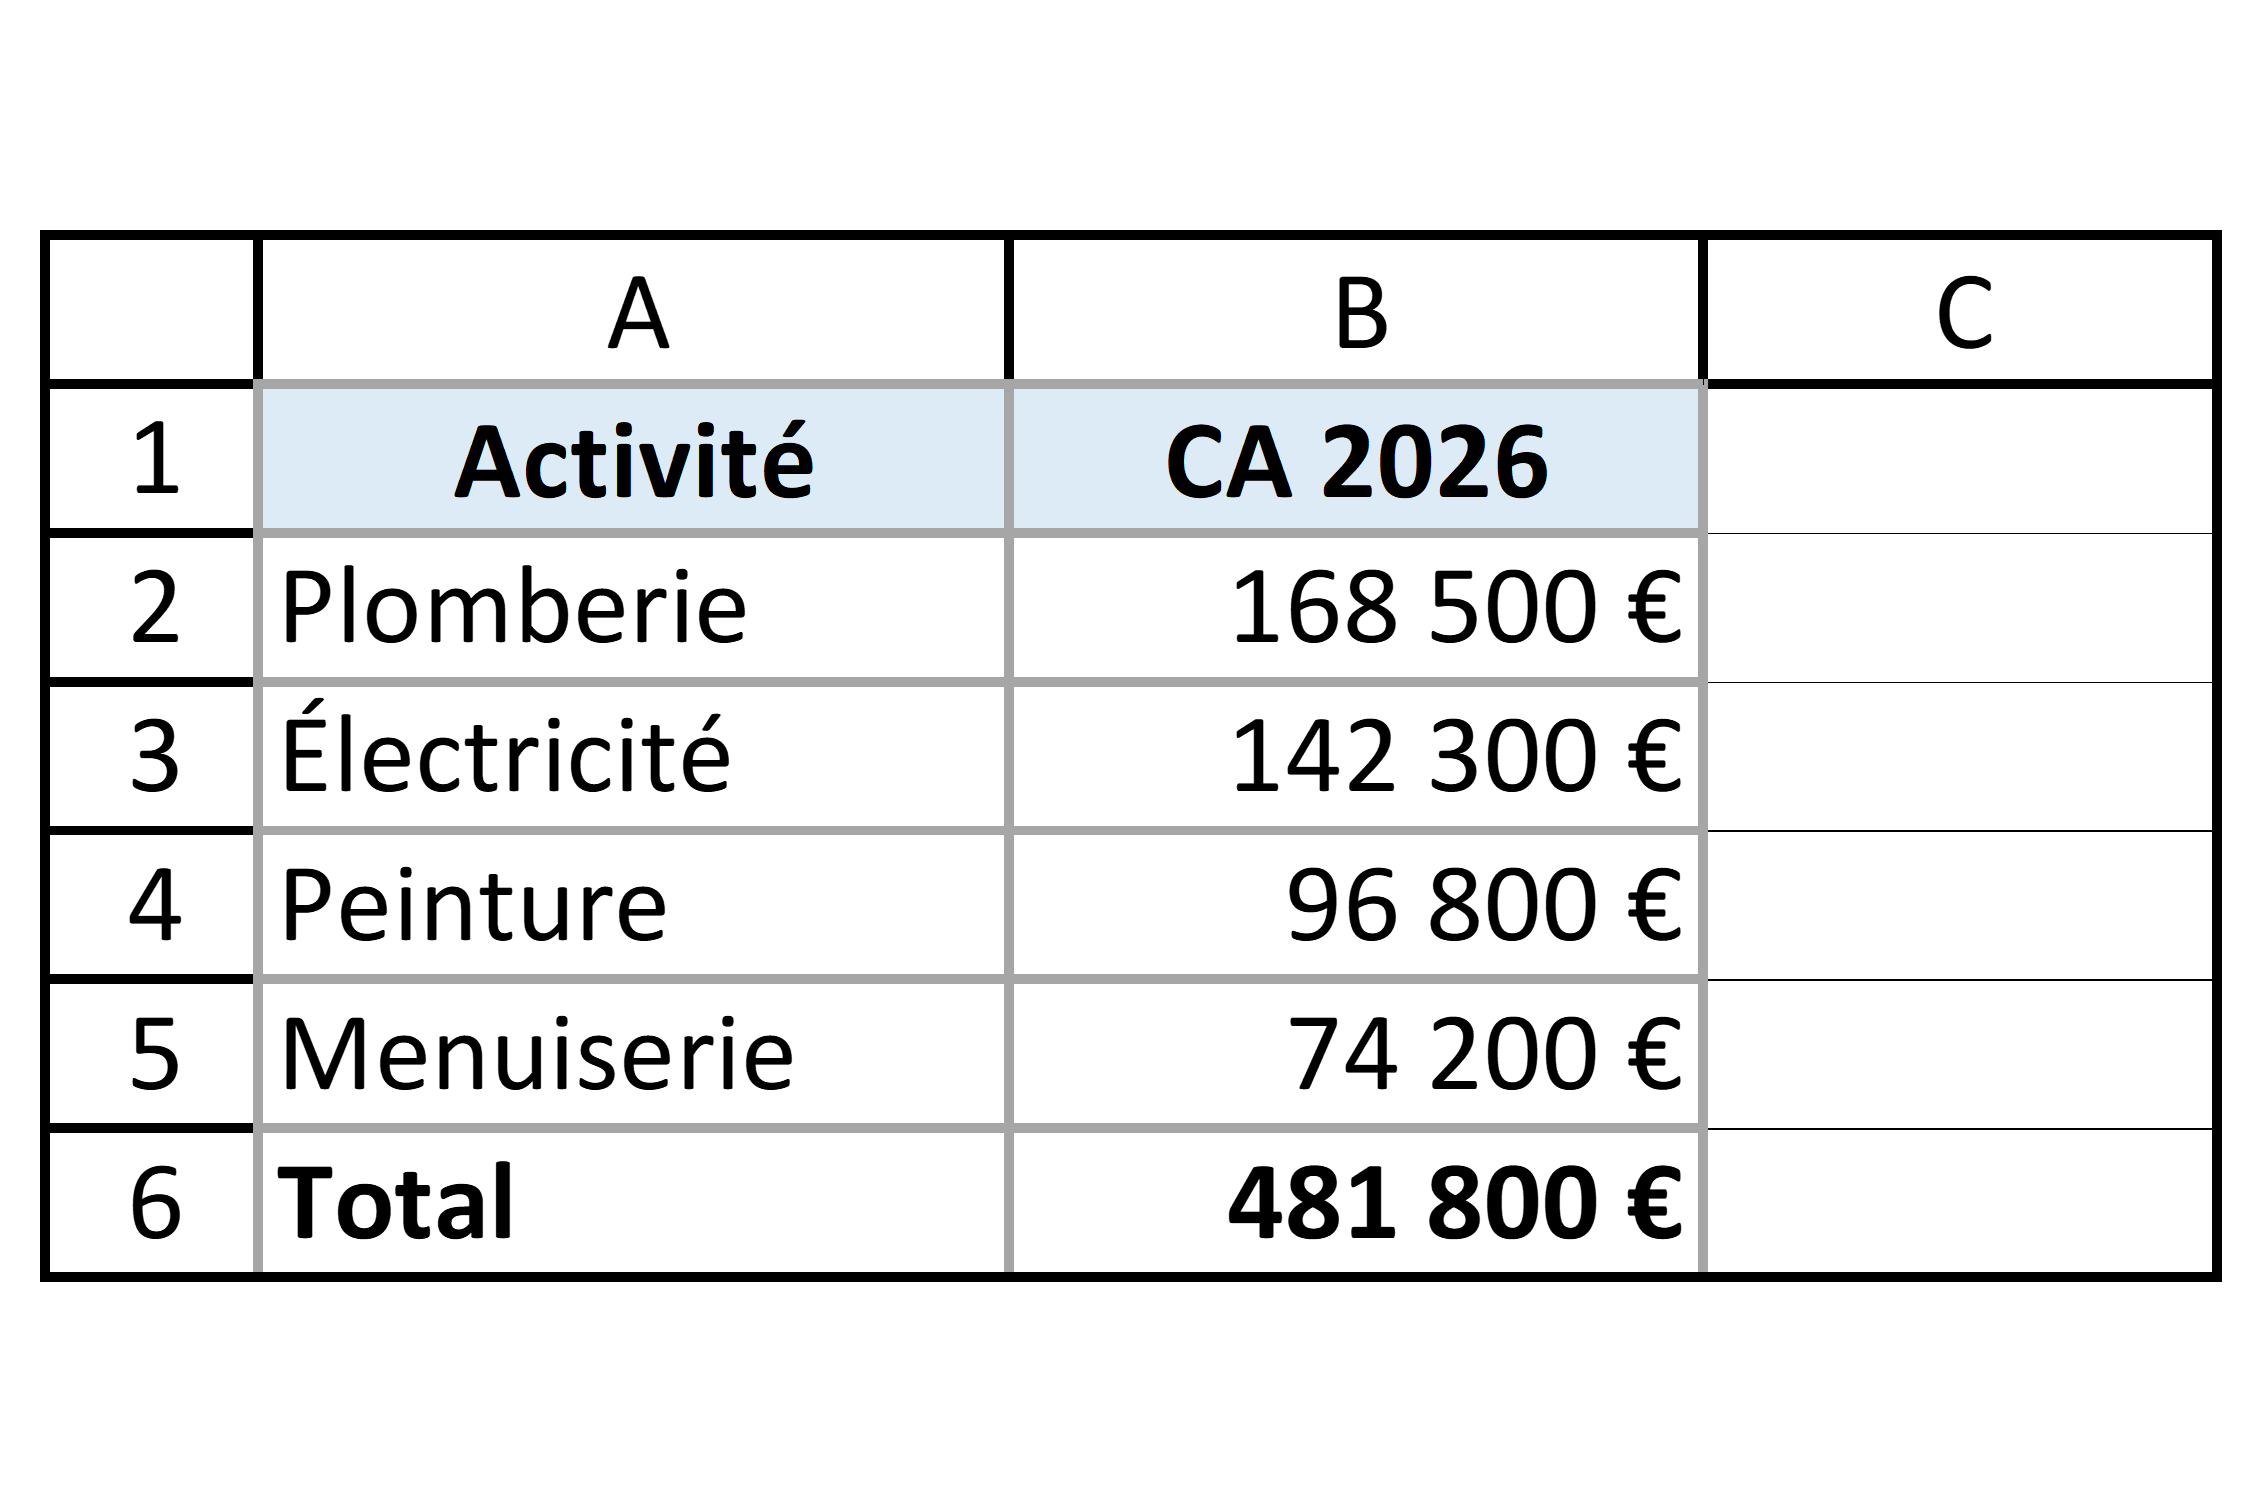 A B C
1 Activité CA 2026
2 Plomberie 168 500 €
3 Électricité 142 300 €
4 Peinture 96 800 €
5 Menuiserie 74 200 €
6 Total 481 800 €